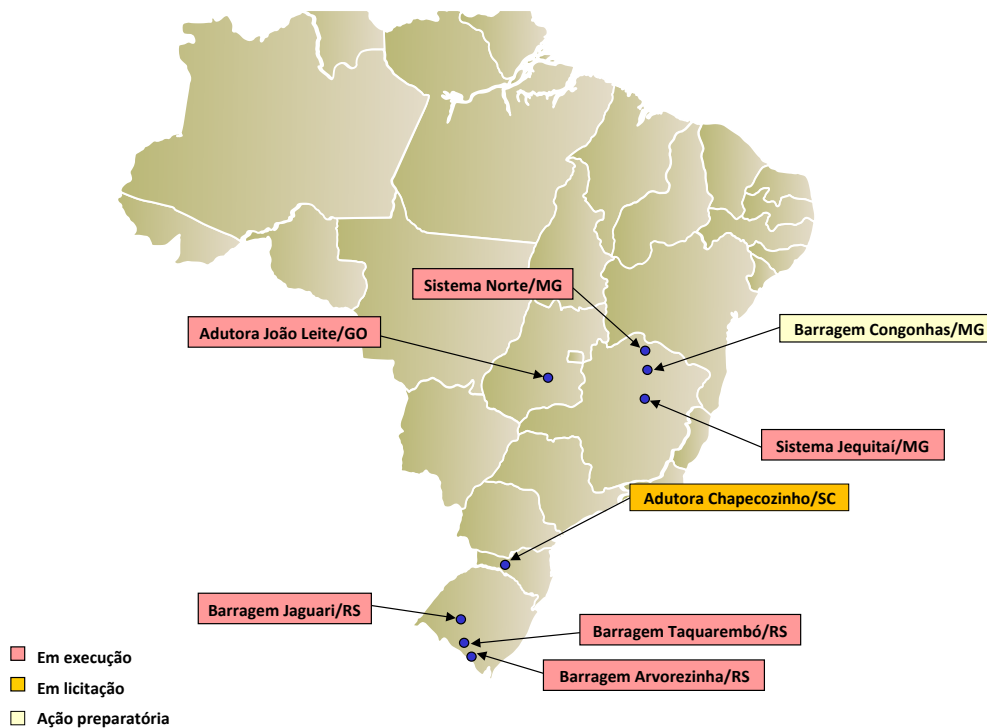 Sistema Norte/MG
Adutora João Leite/GO
Barragem Congonhas/MG
Sistema Jequitaí/MG
Adutora Chapecozinho/SC
Barragem Jaguari/RS
Barragem Taquarembó/RS
Barragem Arvorezinha/RS
Em execução
Em licitação
Ação preparatória